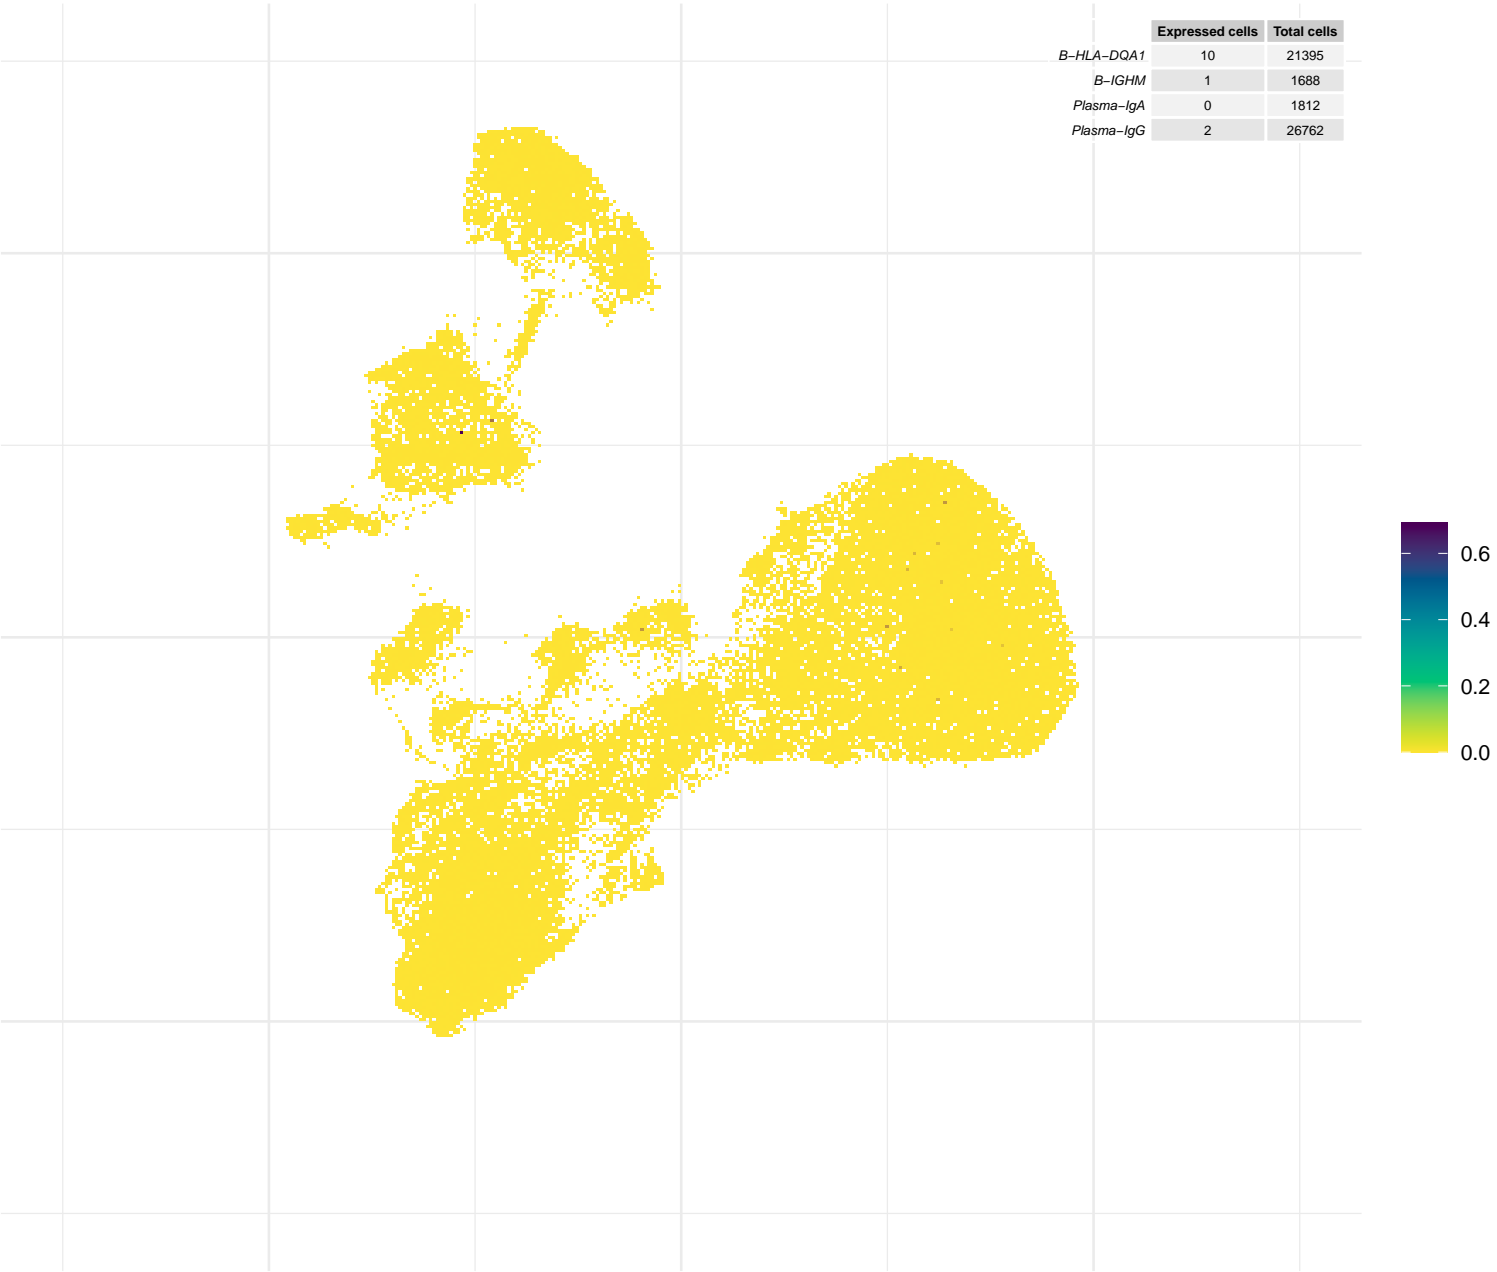 Expressed cells Total cells
B−HLA−DQA1 10 21395
B−IGHM 1 1688
Plasma−IgA 0 1812
Plasma−IgG 2 26762
0.6
0.4
0.2
0.0